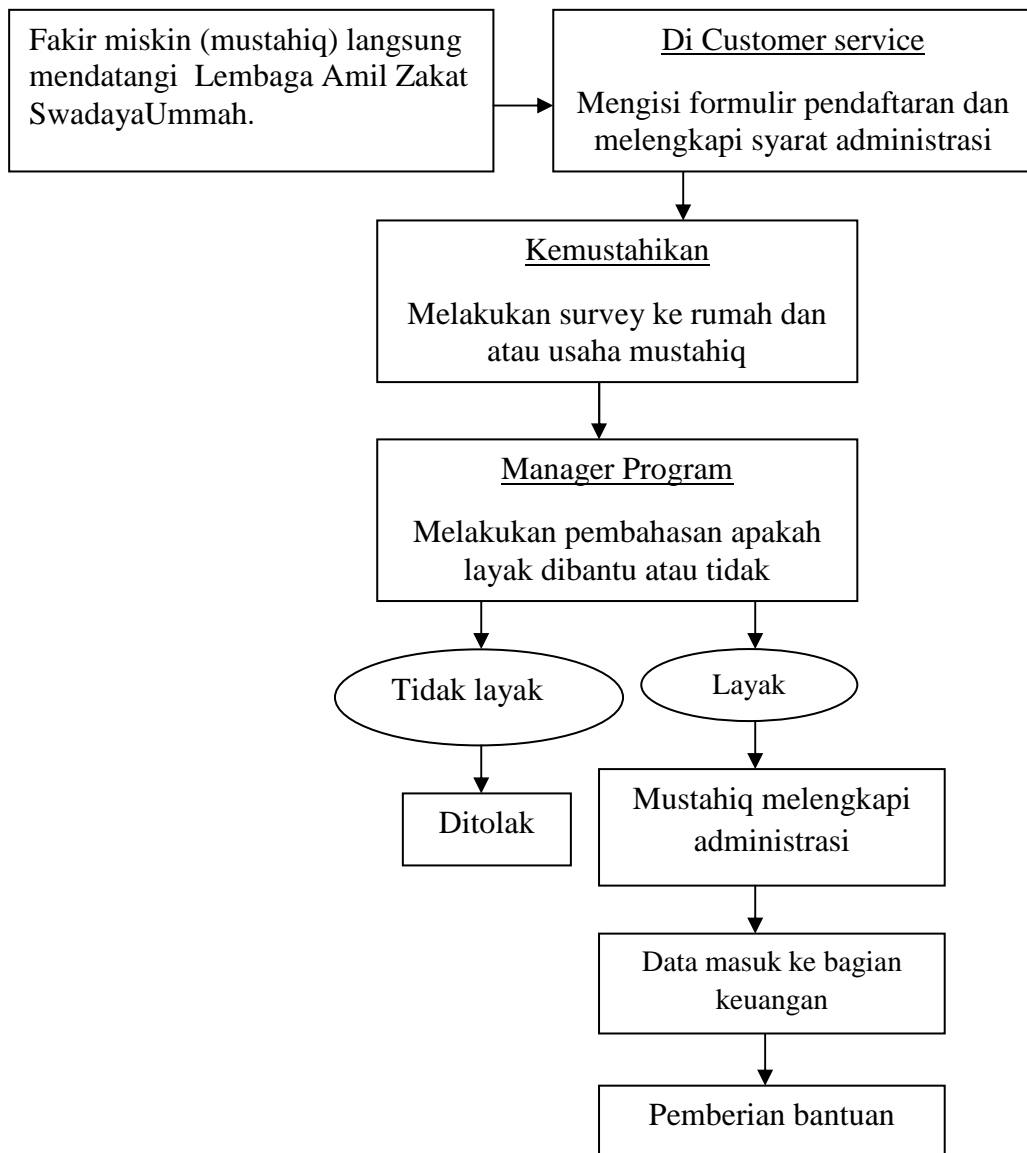 Fakir miskin (mustahiq) langsung
mendatangi  Lembaga Amil Zakat
SwadayaUmmah.
Di Customer service
Mengisi formulir pendaftaran dan
melengkapi syarat administrasi
Kemustahikan
Melakukan survey ke rumah dan
atau usaha mustahiq
Manager Program
Melakukan pembahasan apakah
layak dibantu atau tidak
Tidak layak
Layak
Ditolak
Mustahiq melengkapi
administrasi
Data masuk ke bagian
keuangan
Pemberian bantuan